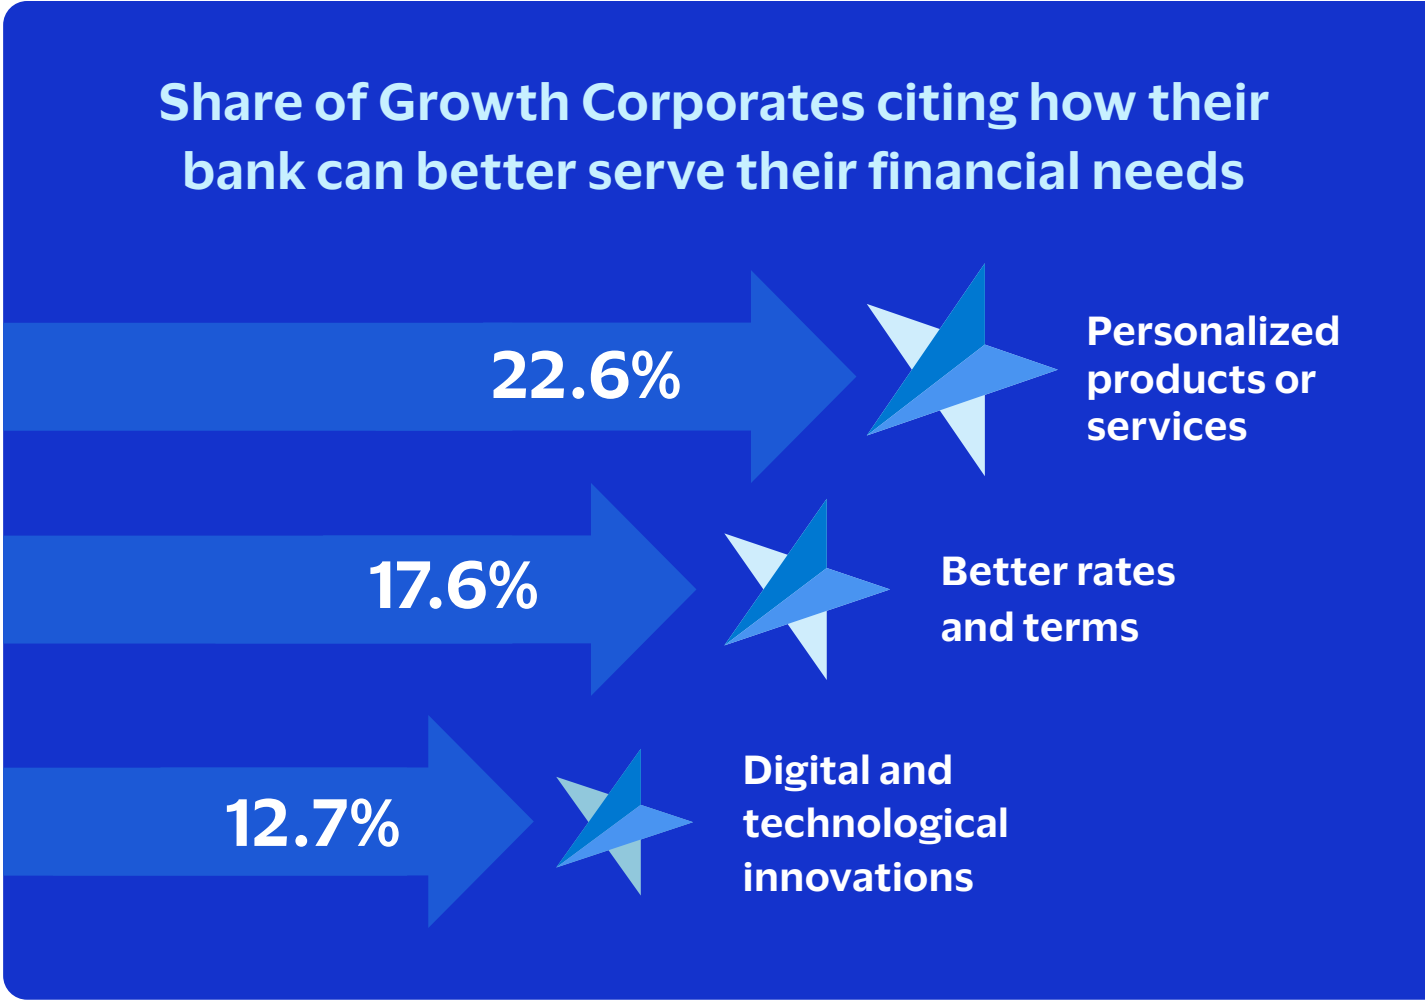 Share of Growth Corporates citing how their
bank can better serve their financial needs
22.6%
Personalized
products or
services
17.6%
Better rates
and terms
12.7%
Digital and
technological
innovations